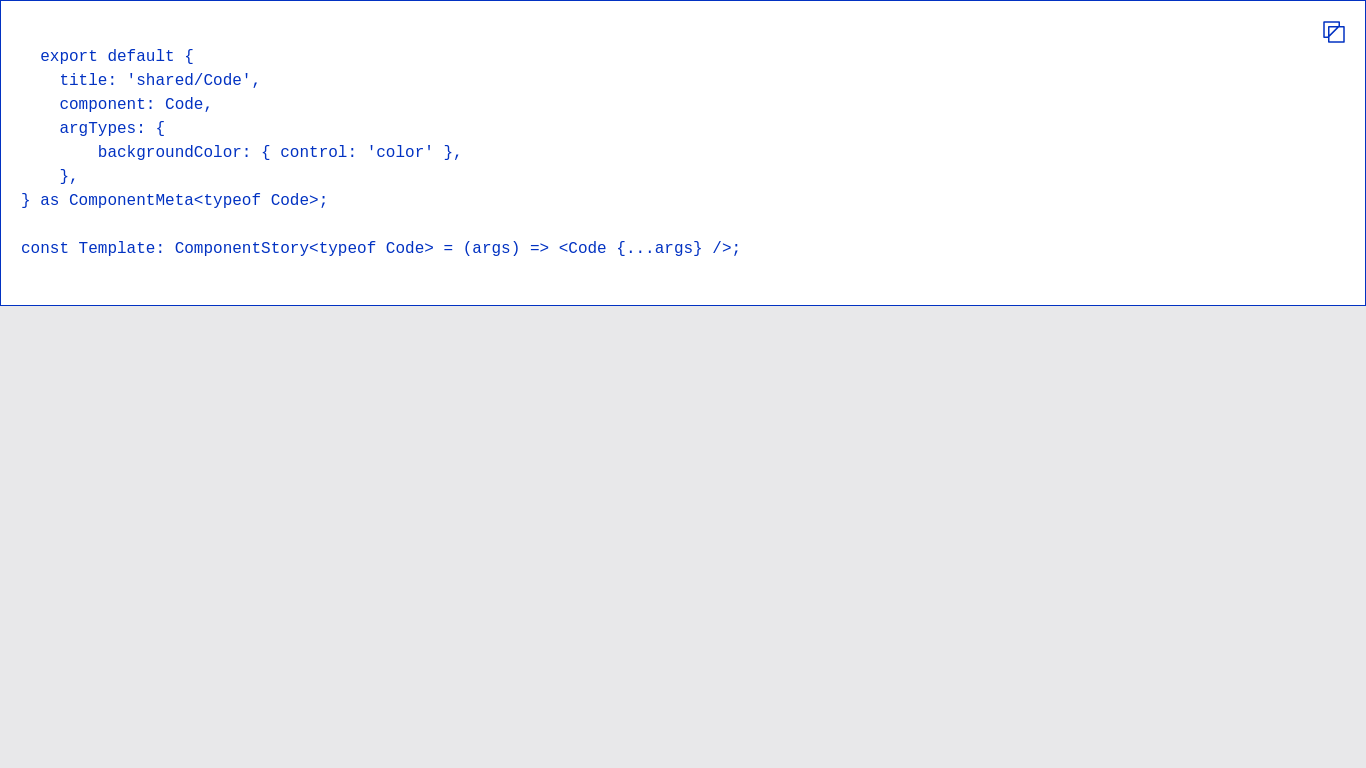 export default {
    title: 'shared/Code',
    component: Code,
    argTypes: {
        backgroundColor: { control: 'color' },
    },
} as ComponentMeta<typeof Code>;

const Template: ComponentStory<typeof Code> = (args) => <Code {...args} />;